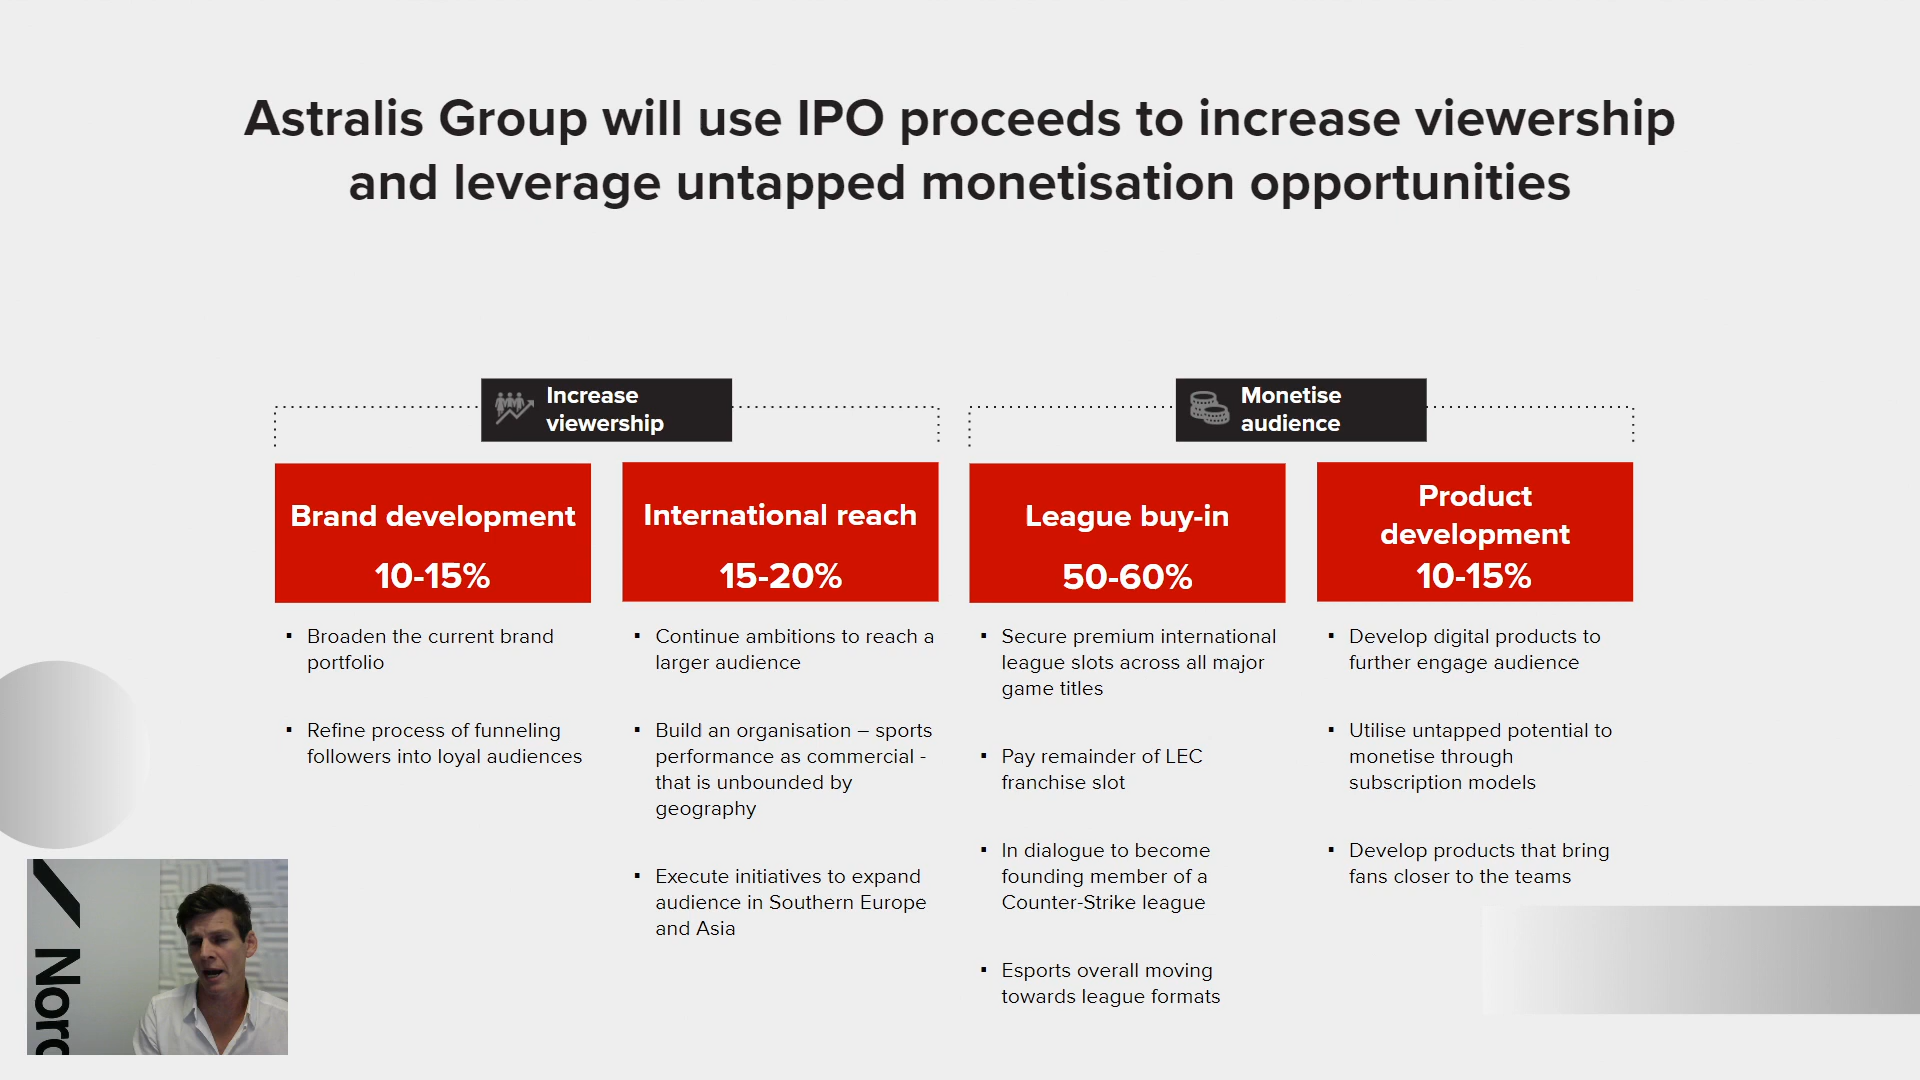 Astralis Group will use IPO proceeds to increase viewership
and leverage untapped monetisation opportunities
Increase
viewership
Monetise
audience
Brand development
10-15%
▪ Broaden the current brand
portfolio
▪ Refine process of funneling
followers into loyal audiences
International reach
15-20%
▪ Continue ambitions to reach a
larger audience
▪ Build an organisation – sports
performance as commercial -
that is unbounded by
geography
▪ Execute initiatives to expand
audience in Southern Europe
and Asia
League buy-in
50-60%
▪ Secure premium international
league slots across all major
game titles
▪ Pay remainder of LEC
franchise slot
▪ In dialogue to become
founding member of a
Counter-Strike league
▪ Esports overall moving
towards league formats
Product
development
10-15%
▪ Develop digital products to
further engage audience
▪ Utilise untapped potential to
monetise through
subscription models
▪ Develop products that bring
fans closer to the teams